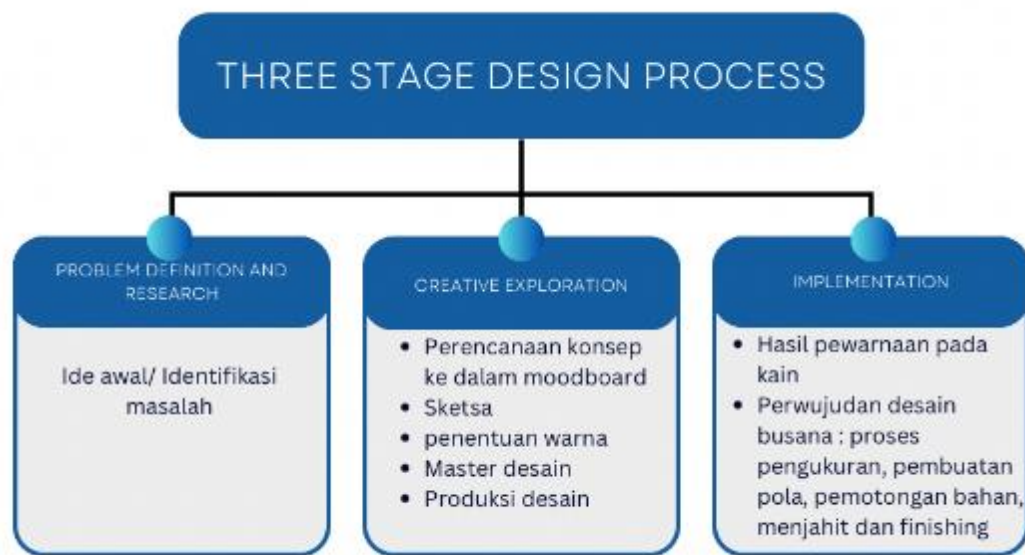 THREE STAGE DESIGN PROCESS
PROBLEM DEFINITION AND
RESEARCH
Ide awal/ Identifikasi
masalah
CREATIVE EXPLORATION
• Perencanaan konsep
ke dalam moodboard
• Sketsa
• penentuan warna
• Master desain
• Produksi desain
IMPLEMENTATION
• Hasil pewarnaan pada
kain
• Perwujudan desain
busana : proses
pengukuran, pembuatan
pola, pemotongan bahan,
menjahit dan finishing